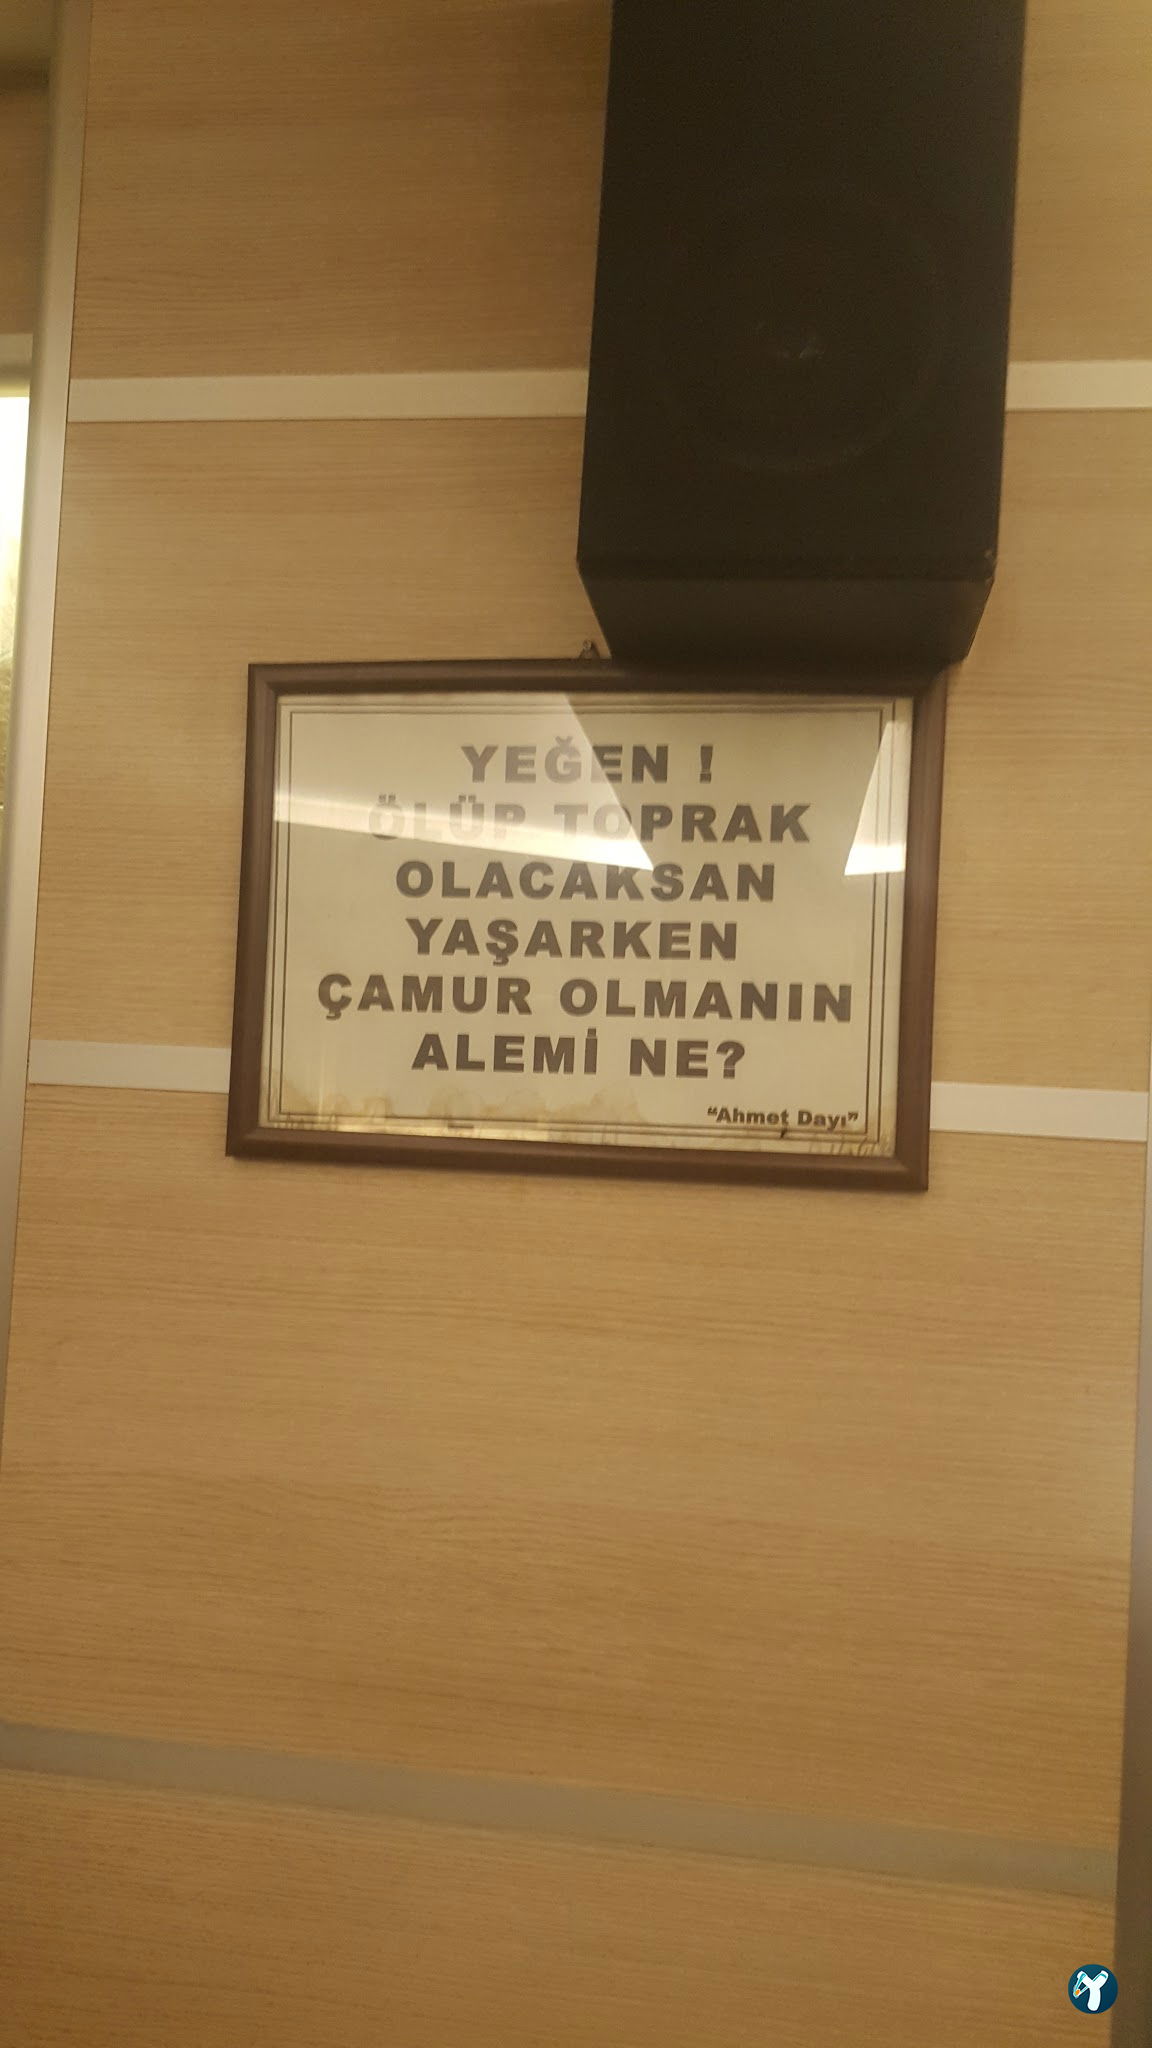 YEĞEN !
ÖLÜP TOPRAK
OLACAKSAN
YAŞARKEN
ÇAMUR OLMANIN
ALEMİ NE?
“Ahmet Dayı”